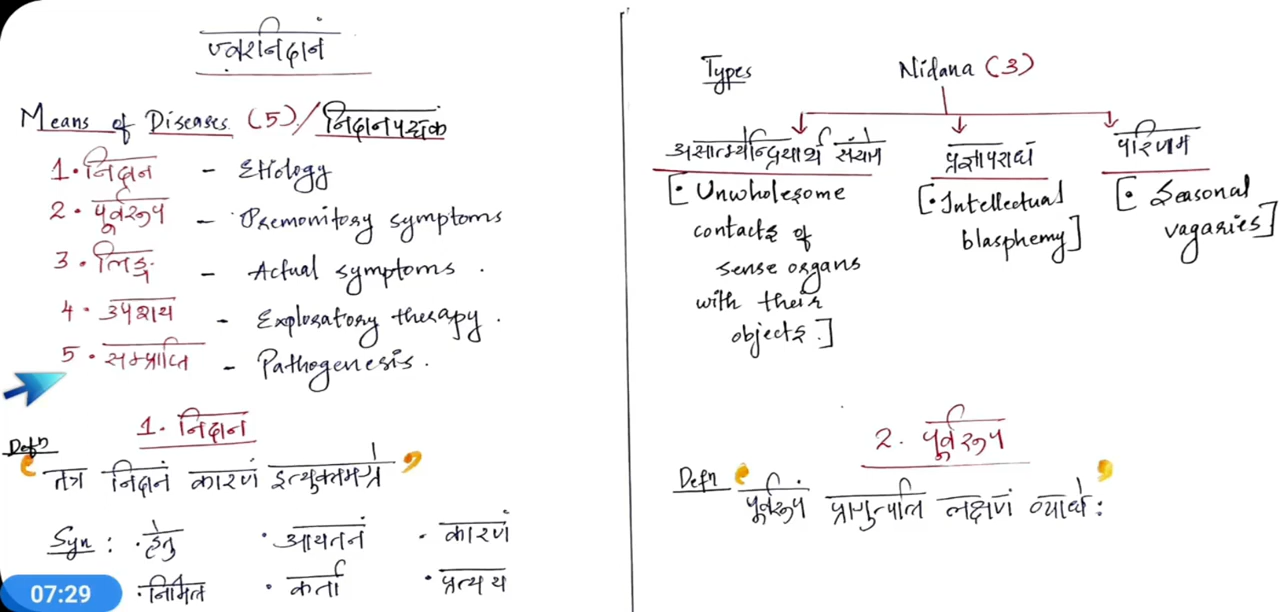 ज्वरनिदानं
Means of Diseases (5) / निदानपञ्चकं
1. निदान - Etiology
2. पूर्वरूप - Premonitory symptoms
3. लिङ्ग - Actual symptoms.
4. उपशय - Exploratory therapy.
5. सम्प्राप्ति - Pathogenesis.
1. निदान
Defn
तत्र निदानं कारणं इत्युक्तमग्रे
Syn : • हेतु • आयतनं • कारणं
• निमित्त • कर्ता • प्रत्यय
07:29
Types Nidana (3)
असात्म्येन्द्रियार्थ संयोग प्रज्ञापराधं परिणाम
[• Unwholesome contacts of sense organs with their objects.]
[• Intellectual blasphemy]
[• Seasonal vagaries]
2. पूर्वरूप
Defn
पूर्वरूपं प्रागुत्पत्ति लक्षणं व्याधेः